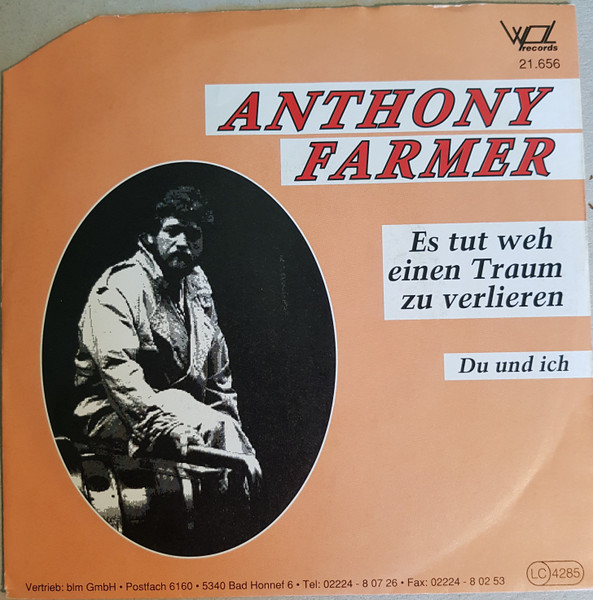 WOL
records
21.656
ANTHONY
FARMER
Es tut weh
einen Traum
zu verlieren
Du und ich
Vertrieb: blm GmbH • Postfach 6160 • 5340 Bad Honnef 6 • Tel: 02224 - 8 07 26 • Fax: 02224 - 8 02 53
LC 4285